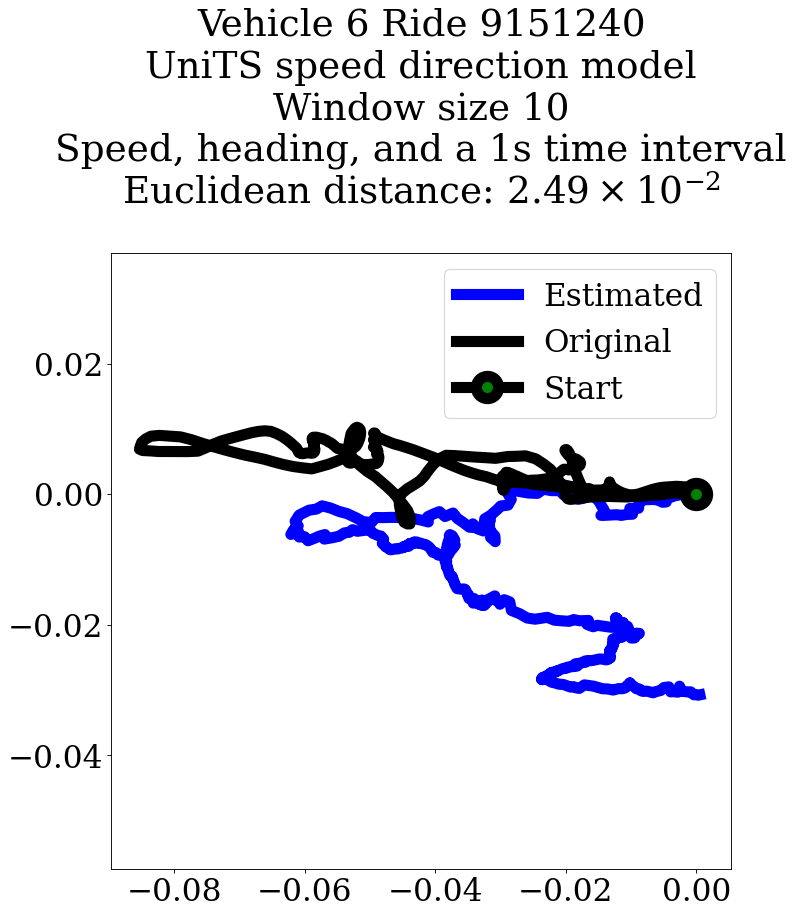 Vehicle 6 Ride 9151240
UniTS speed direction model
Window size 10
Speed, heading, and a 1s time interval
Euclidean distance: 2.49 × 10⁻²
Estimated
Original
Start
0.02
0.00
−0.02
−0.04
−0.08 −0.06 −0.04 −0.02 0.00